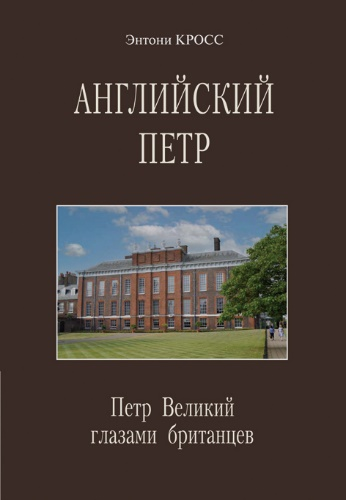 Энтони КРОСС
АНГЛИЙСКИЙ
ПЕТР
Петр Великий
глазами британцев